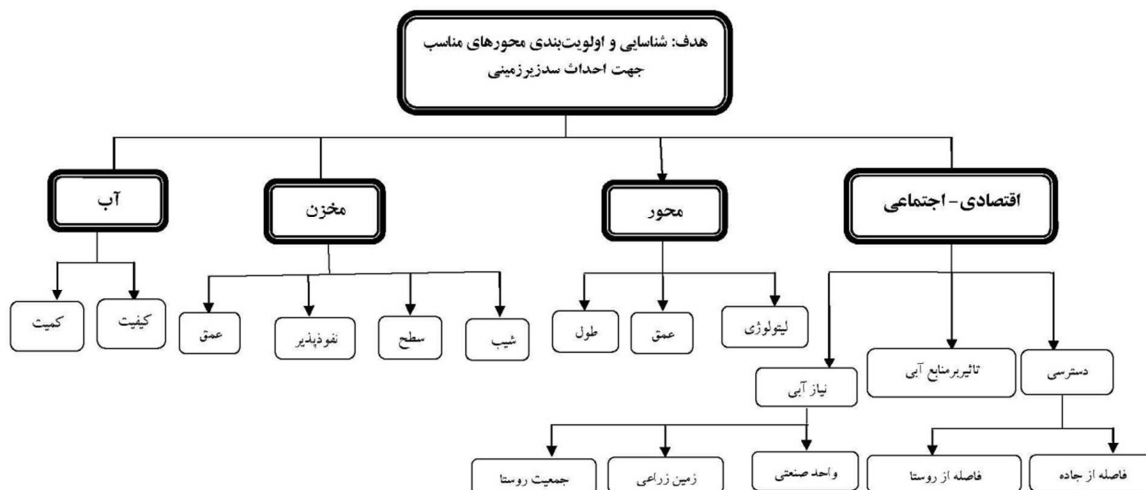 هدف: شناسایی و اولویت‌بندی محورهای مناسب
جهت احداث سدزیرزمینی
اقتصادی - اجتماعی
محور
مخزن
آب
لیتولوژی
عمق
طول
شیب
سطح
نفوذپذیر
عمق
کیفیت
کمیت
دسترسی
تاثیربرمنابع آبی
نیاز آبی
فاصله از جاده
فاصله از روستا
واحد صنعتی
زمین زراعی
جمعیت روستا